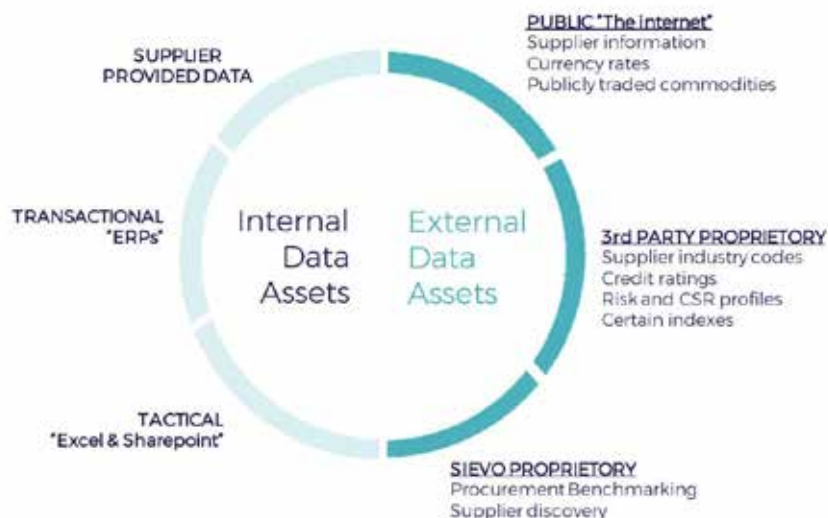 SUPPLIER
PROVIDED DATA
TRANSACTIONAL
"ERPs"
TACTICAL
"Excel & Sharepoint"
Internal
Data
Assets
External
Data
Assets
PUBLIC "The internet"
Supplier information
Currency rates
Publicly traded commodities
3rd PARTY PROPRIETORY
Supplier industry codes
Credit ratings
Risk and CSR profiles
Certain indexes
SIEVO PROPRIETORY
Procurement Benchmarking
Supplier discovery